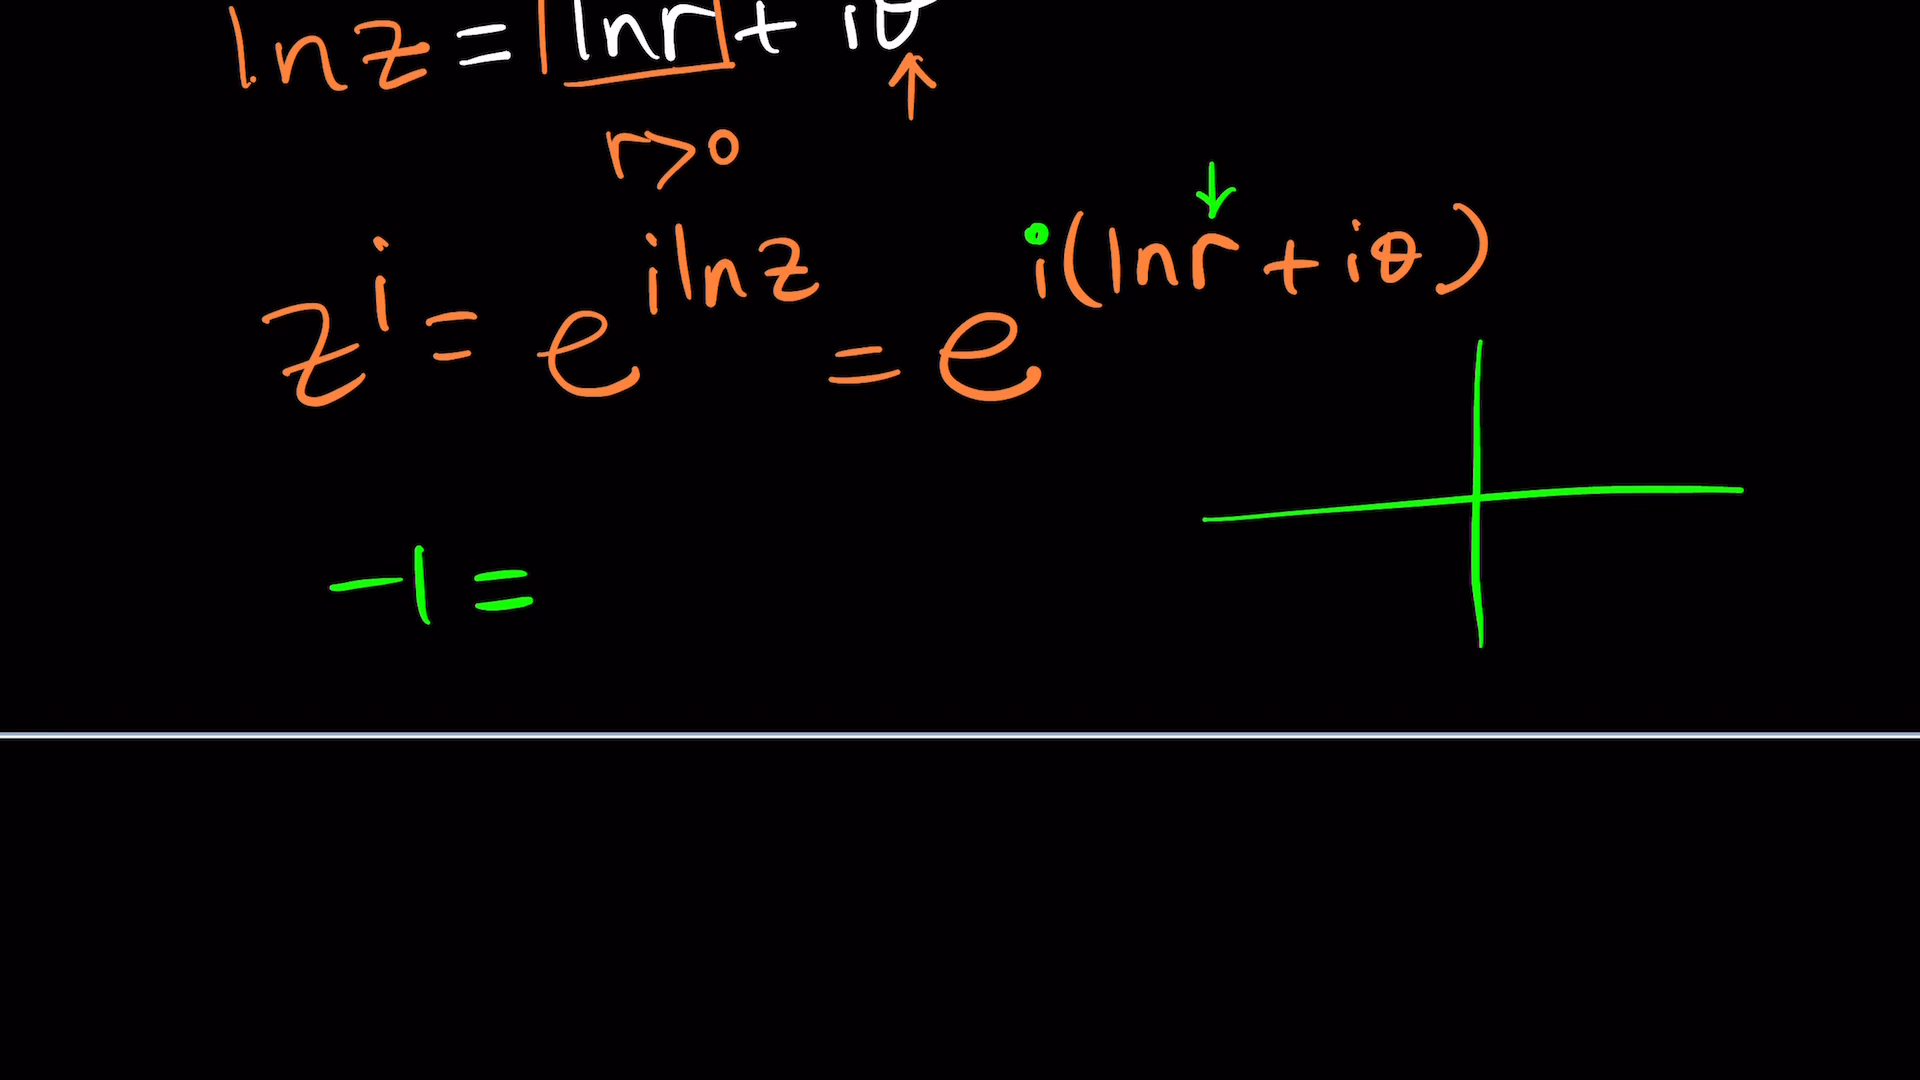 ln z = ln r + iθ
r>0
z^i = e^{i ln z} = e^{i(ln r + iθ)}
-1 =